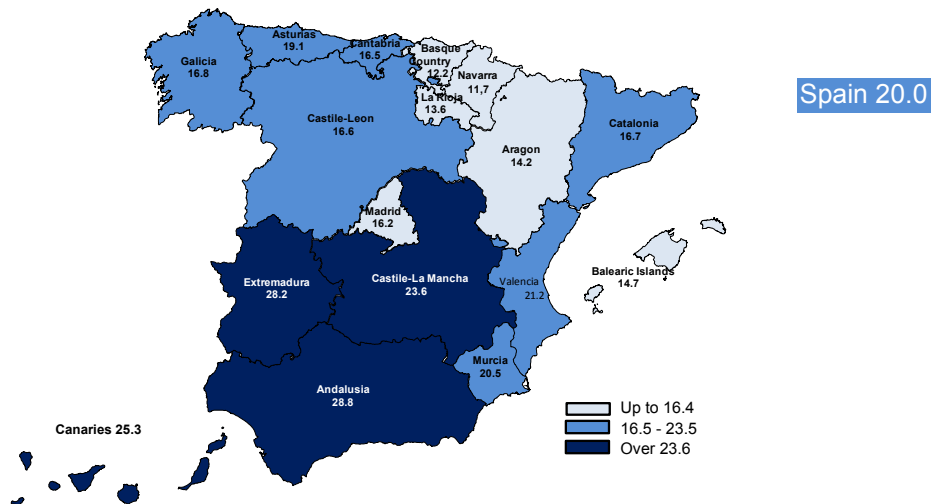 Asturias
19.1
Cantabria
16.5
Basque
Country
12.2
Galicia
16.8
Navarra
11,7
La Rioja
13.6
Spain 20.0
Castile-Leon
16.6
Catalonia
16.7
Aragon
14.2
Madrid
16.2
Balearic Islands
14.7
Extremadura
28.2
Castile-La Mancha
23.6
Valencia
21.2
Murcia
20.5
Andalusia
28.8
Canaries 25.3
Up to 16.4
16.5 - 23.5
Over 23.6